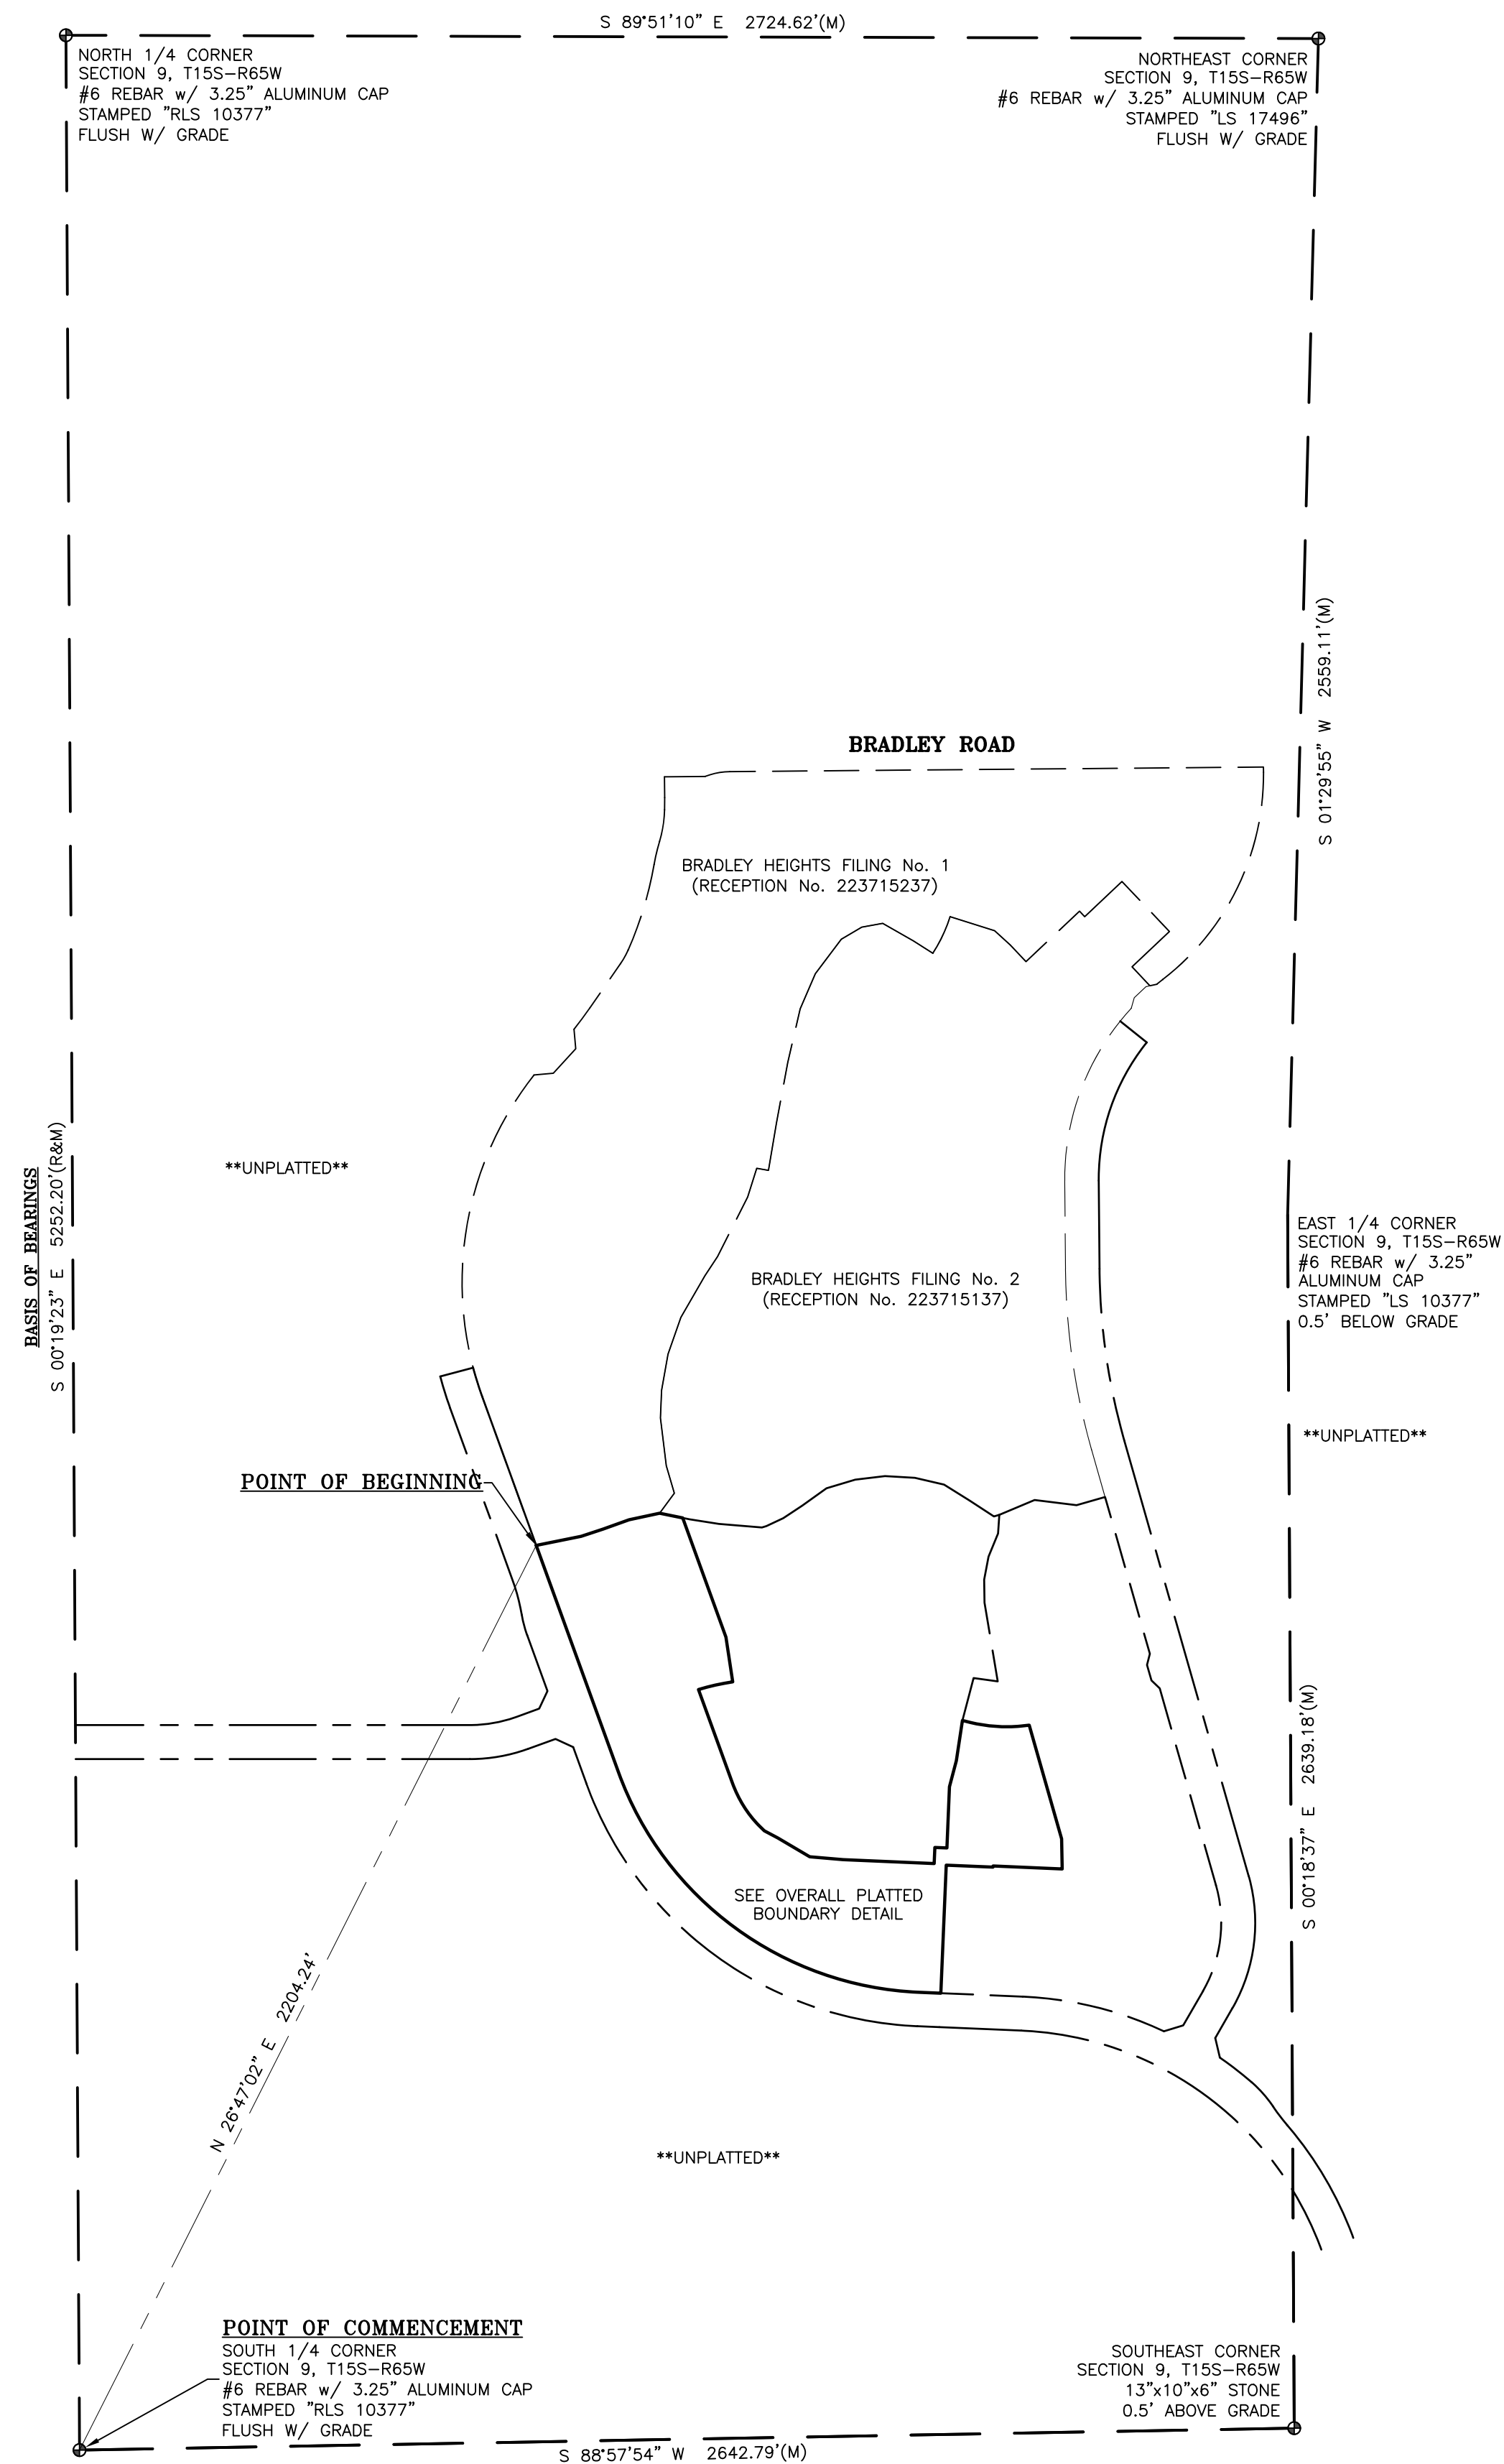 S 89°51'10" E 2724.62'(M)
NORTH 1/4 CORNER
SECTION 9, T15S-R65W
#6 REBAR w/ 3.25" ALUMINUM CAP
STAMPED "RLS 10377"
FLUSH W/ GRADE
NORTHEAST CORNER
SECTION 9, T15S-R65W
#6 REBAR w/ 3.25" ALUMINUM CAP
STAMPED "LS 17496"
FLUSH W/ GRADE
S 01°29'55" W 2559.11'(M)
BRADLEY ROAD
BRADLEY HEIGHTS FILING No. 1
(RECEPTION No. 223715237)
**UNPLATTED**
BASIS OF BEARINGS
S 00°19'23" E 5252.20'(R&M)
EAST 1/4 CORNER
SECTION 9, T15S-R65W
#6 REBAR w/ 3.25"
ALUMINUM CAP
STAMPED "LS 10377"
0.5' BELOW GRADE
BRADLEY HEIGHTS FILING No. 2
(RECEPTION No. 223715137)
**UNPLATTED**
POINT OF BEGINNING
S 00°18'37" E 2639.18'(M)
SEE OVERALL PLATTED
BOUNDARY DETAIL
N 26°47'02" E 2204.24'
**UNPLATTED**
POINT OF COMMENCEMENT
SOUTH 1/4 CORNER
SECTION 9, T15S-R65W
#6 REBAR w/ 3.25" ALUMINUM CAP
STAMPED "RLS 10377"
FLUSH W/ GRADE
SOUTHEAST CORNER
SECTION 9, T15S-R65W
13"x10"x6" STONE
0.5' ABOVE GRADE
S 88°57'54" W 2642.79'(M)